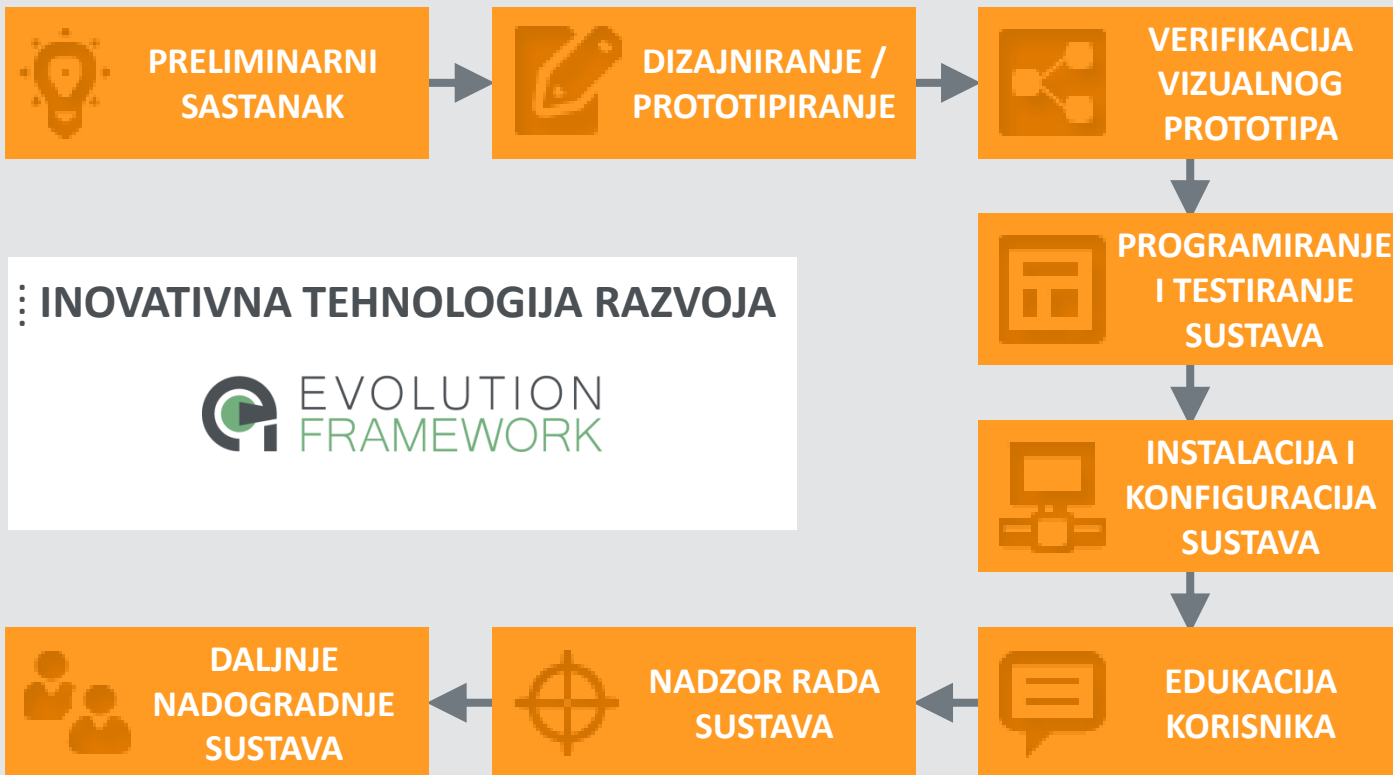 PRELIMINARNI
SASTANAK
DIZAJNIRANJE /
PROTOTIPIRANJE
VERIFIKACIJA
VIZUALNOG
PROTOTIPA
PROGRAMIRANJE
I TESTIRANJE
SUSTAVA
INOVATIVNA TEHNOLOGIJA RAZVOJA
EVOLUTION
FRAMEWORK
INSTALACIJA I
KONFIGURACIJA
SUSTAVA
EDUKACIJA
KORISNIKA
NADZOR RADA
SUSTAVA
DALJNJE
NADOGRADNJE
SUSTAVA